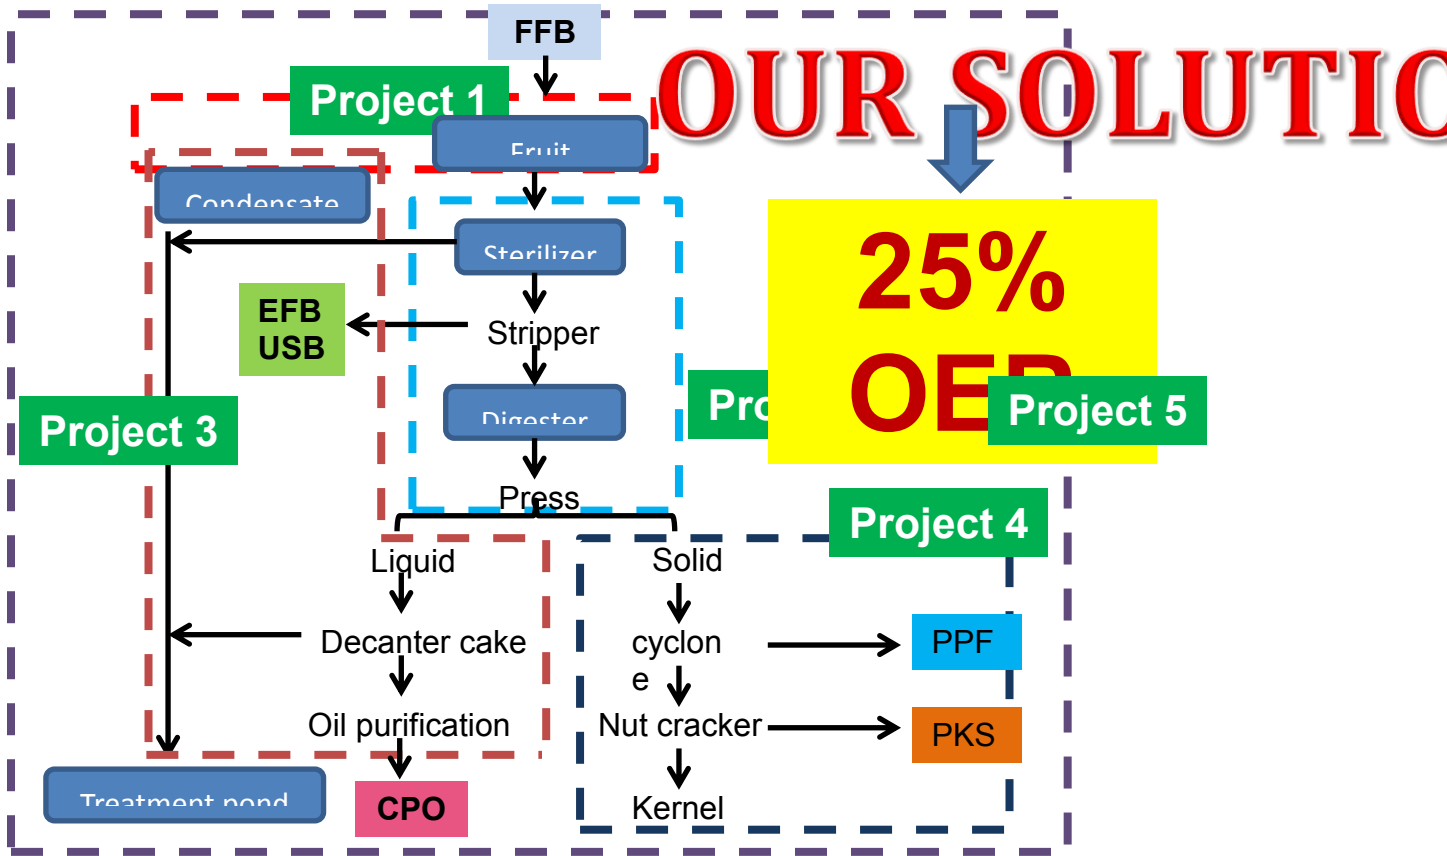 FFB
OUR SOLUTIO
Project 1
Fruit
Condensate
Sterilizer
25%
OER
EFB
USB
Stripper
Digester
Pro
Project 5
Project 3
Press
Project 4
Liquid
Solid
Decanter cake
cyclon
e
PPF
Oil purification
Nut cracker
PKS
Treatment pond
CPO
Kernel